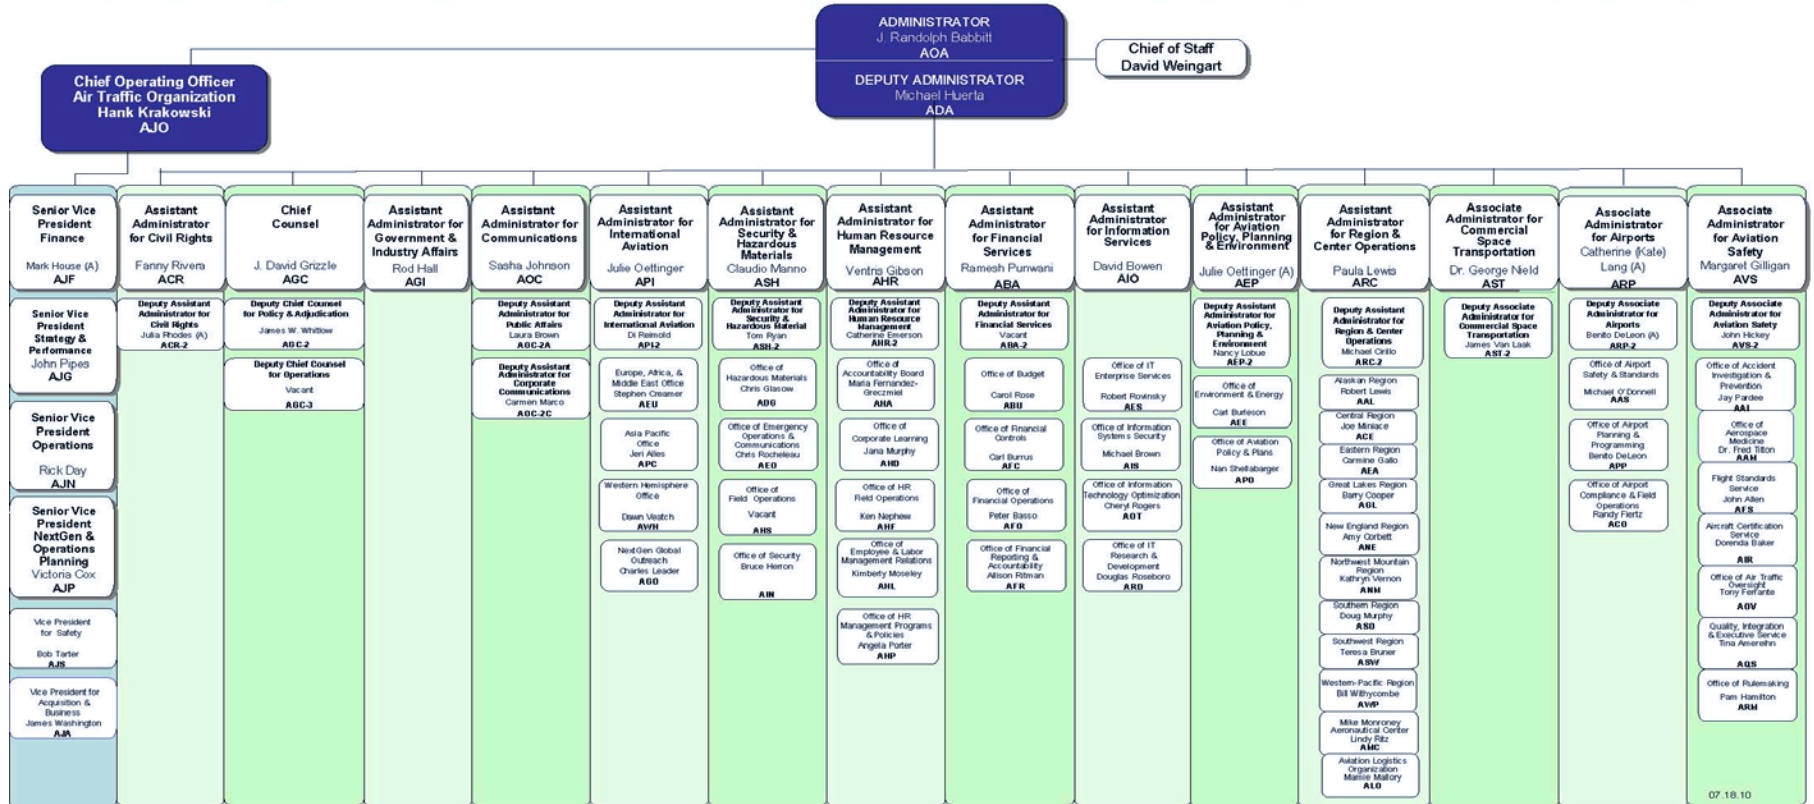 ADMINISTRATOR
J. Randolph Babbitt
AOA
DEPUTY ADMINISTRATOR
Michael Huerta
ADA
Chief of Staff
David Weingart
Chief Operating Officer
Air Traffic Organization
Hank Krakowski
AJO
Senior Vice
President
Finance
Mark House (A)
AJF
Senior Vice
President
Strategy &
Performance
John Pipes
AJG
Senior Vice
President
Operations
Rick Day
AJN
Senior Vice
President
NextGen &
Operations
Planning
Victoria Cox
AJP
Vice President
for Safety
Bob Tarter
AJS
Vice President for
Acquisition &
Business
James Washington
AJA
Assistant
Administrator
for Civil Rights
Fanny Rivera
ACR
Deputy Assistant
Administrator for
Civil Rights
Julia Rhodes (A)
ACR-2
Chief
Counsel
J. David Grizzle
AGC
Deputy Chief Counsel
for Policy & Adjudication
James W. Whitlow
AGC-2
Deputy Chief Counsel
for Operations
Vacant
AGC-3
Assistant
Administrator for
Government &
Industry Affairs
Rod Hall
AGI
Assistant
Administrator for
Communications
Sasha Johnson
AOC
Deputy Assistant
Administrator for
Public Affairs
Laura Brown
AOC-2A
Deputy Assistant
Administrator for
Corporate
Communications
Carmen Marco
AOC-2C
Assistant
Administrator for
International
Aviation
Julie Oettinger
API
Deputy Assistant
Administrator for
International Aviation
Di Reimold
API-2
Europe, Africa, &
Middle East Office
Stephen Creamer
AEU
Asia Pacific
Office
Jeri Alles
APC
Western Hemisphere
Office
Dawn Veatch
AWH
NextGen Global
Outreach
Charles Leader
AGO
Assistant
Administrator for
Security &
Hazardous
Materials
Claudio Manno
ASH
Deputy Assistant
Administrator for
Security &
Hazardous Material
Tom Ryan
ASH-2
Office of
Hazardous Materials
Chris Glasow
ADG
Office of Emergency
Operations &
Communications
Chris Rocheleau
AEO
Office of
Field Operations
Vacant
AHS
Office of Security
Bruce Herron
AIN
Assistant
Administrator for
Human Resource
Management
Ventris Gibson
AHR
Deputy Assistant
Administrator for
Human Resource
Management
Catherine Emerson
AHR-2
Office of
Accountability Board
Maria Fernandez-
Greczmiel
AHA
Office of
Corporate Learning
Jana Murphy
AHD
Office of HR
Field Operations
Ken Nephew
AHF
Office of
Employee & Labor
Management Relations
Kimberly Moseley
AHL
Office of HR
Management Programs
& Policies
Angela Porter
AHP
Assistant
Administrator
for Financial
Services
Ramesh Punwani
ABA
Deputy Assistant
Administrator for
Financial Services
Vacant
ABA-2
Office of Budget
Carol Rose
ABU
Office of Financial
Controls
Carl Burrus
AFC
Office of
Financial Operations
Peter Basso
AFO
Office of Financial
Reporting &
Accountability
Allison Ritman
AFR
Assistant
Administrator
for Information
Services
David Bowen
AIO
Office of IT
Enterprise Services
Robert Rovinsky
AES
Office of Information
Systems Security
Michael Brown
AIS
Office of Information
Technology Optimization
Cheryl Rogers
AOT
Office of IT
Research &
Development
Douglas Roseboro
ARD
Assistant
Administrator
for Aviation
Policy, Planning
& Environment
Julie Oettinger (A)
AEP
Deputy Assistant
Administrator for
Aviation Policy,
Planning &
Environment
Nancy Lobue
AEP-2
Office of
Environment & Energy
Carl Burleson
AEE
Office of Aviation
Policy & Plans
Nan Shellabarger
APO
Assistant
Administrator
for Region &
Center Operations
Paula Lewis
ARC
Deputy Assistant
Administrator for
Region & Center
Operations
Michael Cirillo
ARC-2
Alaskan Region
Robert Lewis
AAL
Central Region
Joe Miniace
ACE
Eastern Region
Carmine Gallo
AEA
Great Lakes Region
Barry Cooper
AGL
New England Region
Amy Corbett
ANE
Northwest Mountain
Region
Kathryn Vernon
ANM
Southern Region
Doug Murphy
ASO
Southwest Region
Teresa Bruner
ASW
Western-Pacific Region
Bill Withycombe
AWP
Mike Monroney
Aeronautical Center
Lindy Ritz
AMC
Aviation Logistics
Organization
Mamie Mallory
ALO
Associate
Administrator for
Commercial
Space
Transportation
Dr. George Nield
AST
Deputy Associate
Administrator for
Commercial Space
Transportation
James Van Laak
AST-2
Associate
Administrator
for Airports
Catherine (Kate)
Lang (A)
ARP
Deputy Associate
Administrator for
Airports
Benito DeLeon (A)
ARP-2
Office of Airport
Safety & Standards
Michael O'Donnell
AAS
Office of Airport
Planning &
Programming
Benito DeLeon
APP
Office of Airport
Compliance & Field
Operations
Randy Fiertz
ACO
Associate
Administrator
for Aviation
Safety
Margaret Gilligan
AVS
Deputy Associate
Administrator for
Aviation Safety
John Hickey
AVS-2
Office of Accident
Investigation &
Prevention
Jay Pardee
AAI
Office of
Aerospace
Medicine
Dr. Fred Tilton
AAM
Flight Standards
Service
John Allen
AFS
Aircraft Certification
Service
Dorenda Baker
AIR
Office of Air Traffic
Oversight
Tony Ferrante
AOV
Quality, Integration
& Executive Service
Tina Amereihn
AQS
Office of Rulemaking
Pam Hamilton
ARM
07.18.10